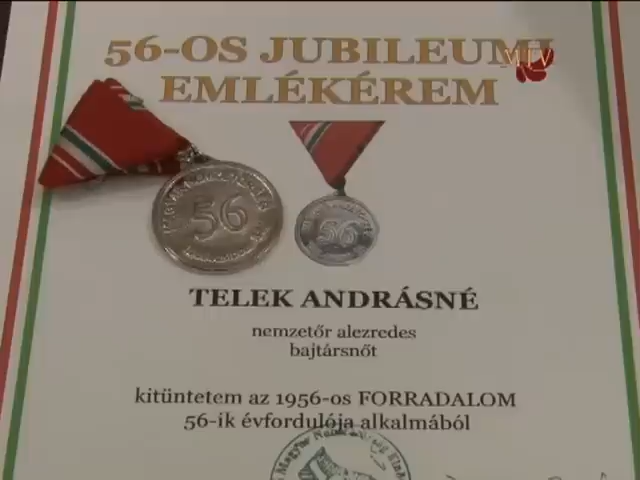 MTV
56-OS JUBILEUMI
EMLÉKÉREM
56
56
TELEK ANDRÁSNÉ
nemzetőr alezredes
bajtársnőt
kitüntetem az 1956-os FORRADALOM
56-ik évfordulója alkalmából